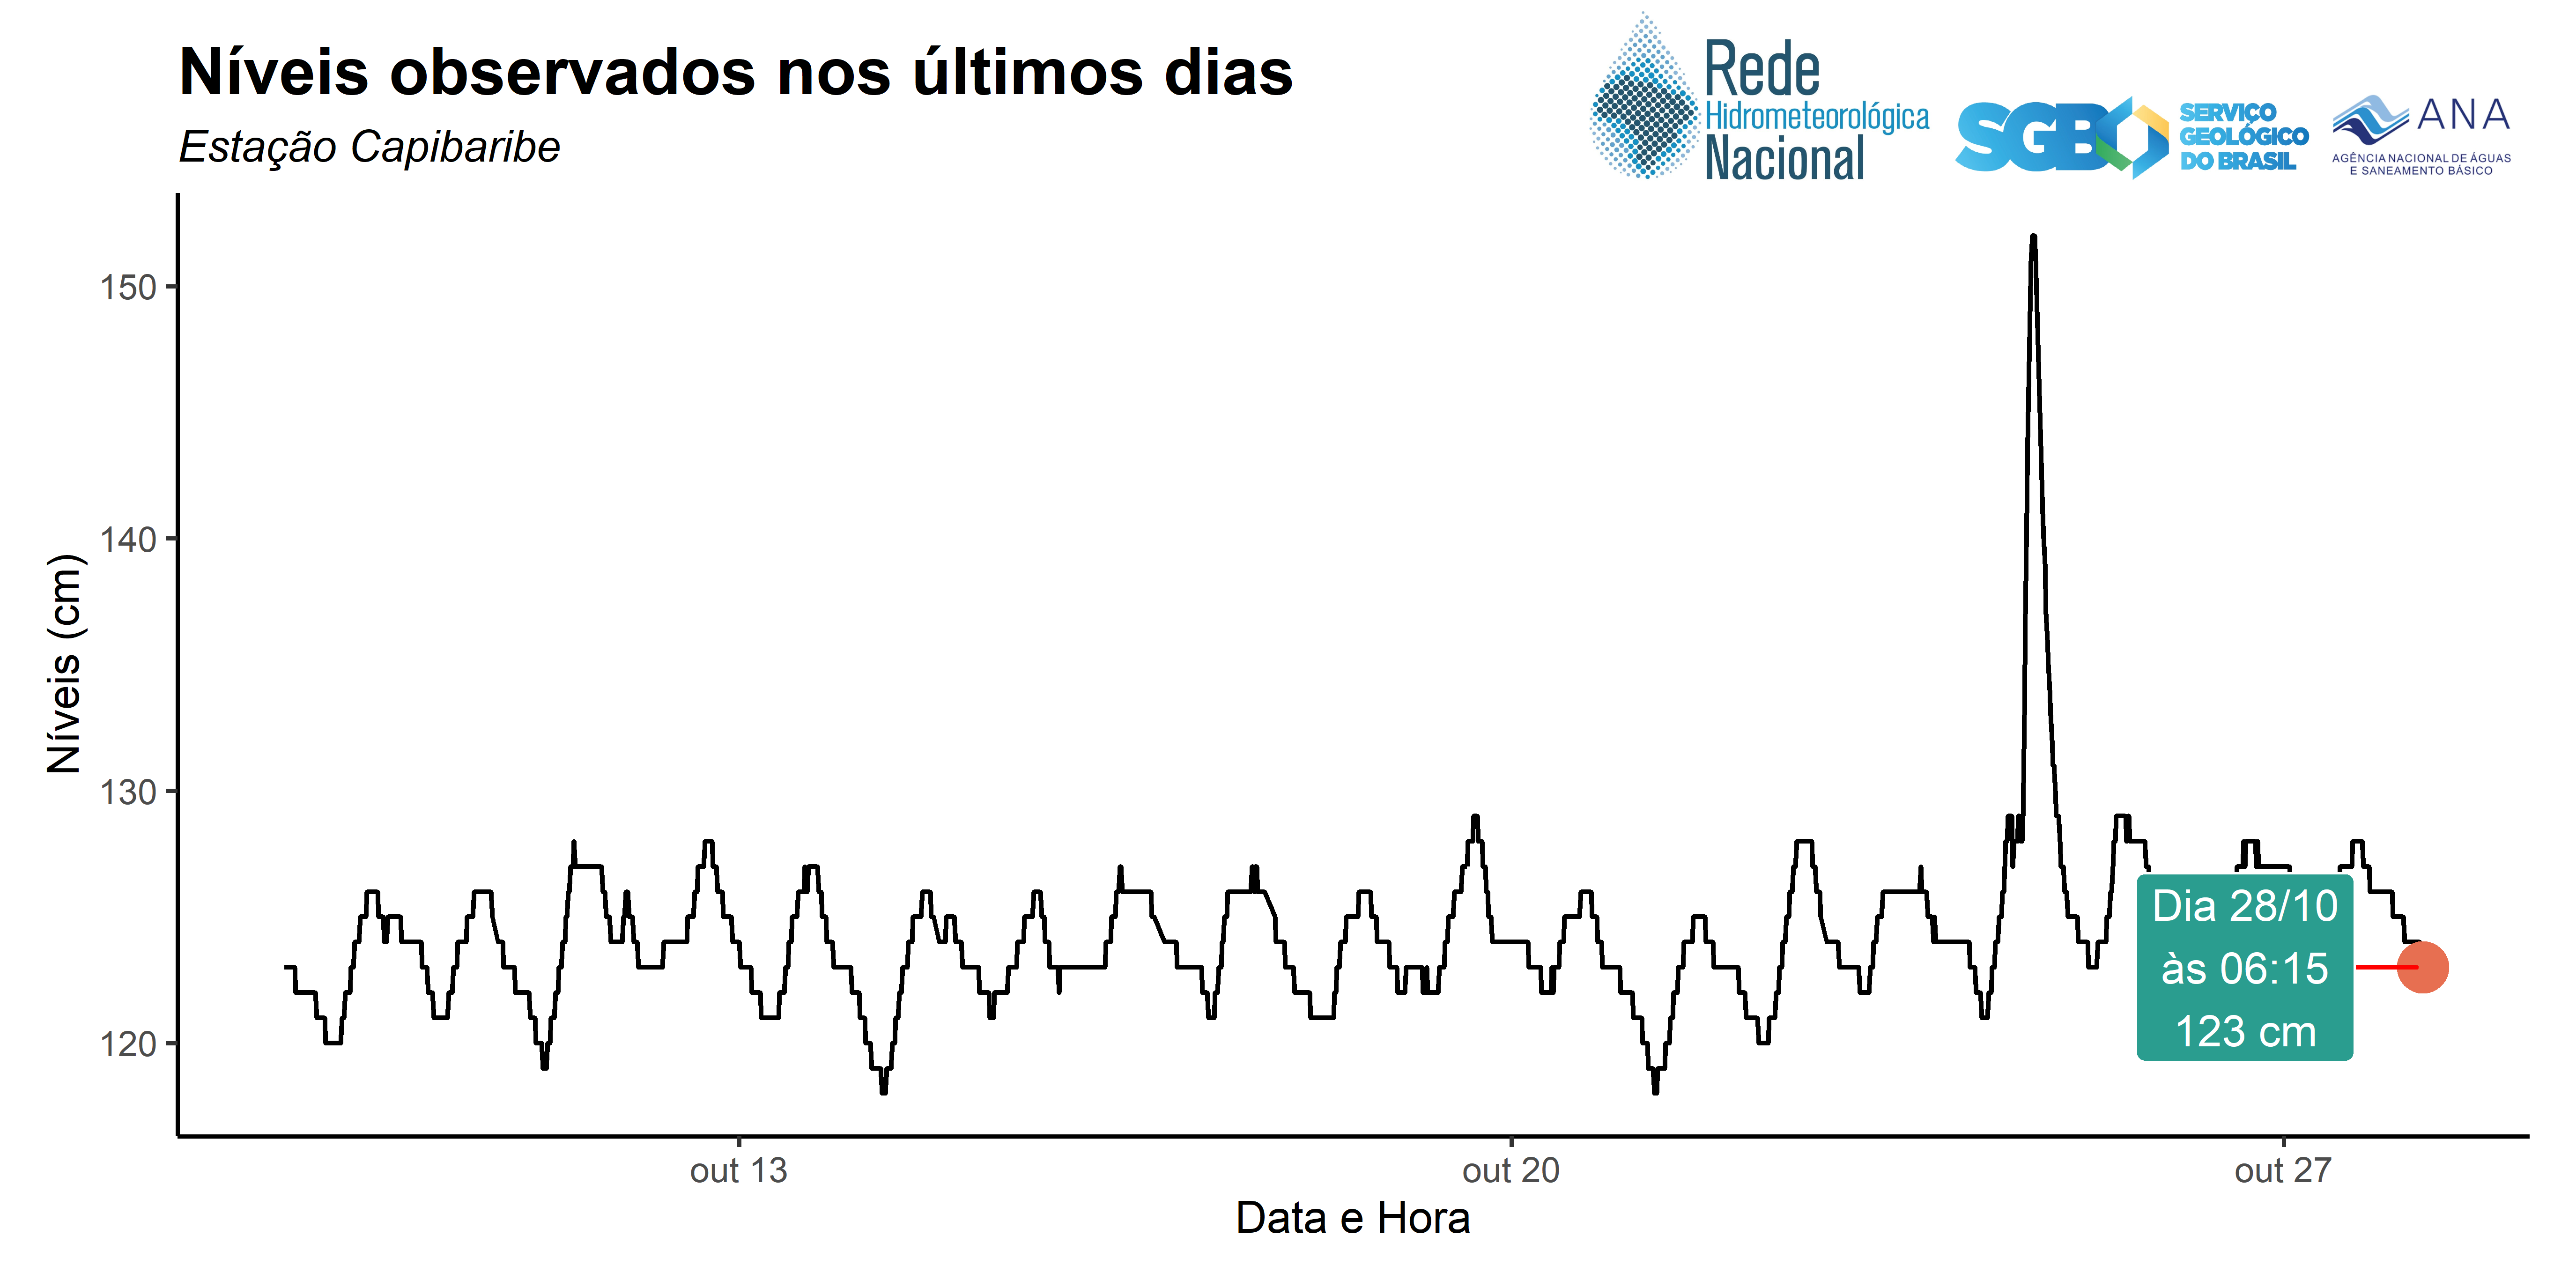 Níveis observados nos últimos dias
Estação Capibaribe
Rede
Hidrometeorológica
Nacional
SGB
SERVIÇO
GEOLÓGICO
DO BRASIL
ANA
AGÊNCIA NACIONAL DE ÁGUAS
E SANEAMENTO BÁSICO
Níveis (cm)
150
140
130
120
Dia 28/10
às 06:15
123 cm
out 13
out 20
out 27
Data e Hora